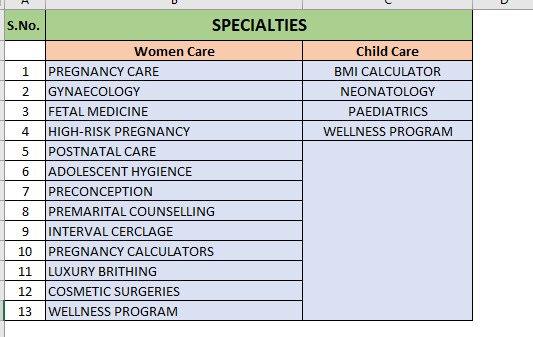 A B C D
S.No. SPECIALTIES
Women Care Child Care
1 PREGNANCY CARE BMI CALCULATOR
2 GYNAECOLOGY NEONATOLOGY
3 FETAL MEDICINE PAEDIATRICS
4 HIGH-RISK PREGNANCY WELLNESS PROGRAM
5 POSTNATAL CARE
6 ADOLESCENT HYGIENCE
7 PRECONCEPTION
8 PREMARITAL COUNSELLING
9 INTERVAL CERCLAGE
10 PREGNANCY CALCULATORS
11 LUXURY BRITHING
12 COSMETIC SURGERIES
13 WELLNESS PROGRAM